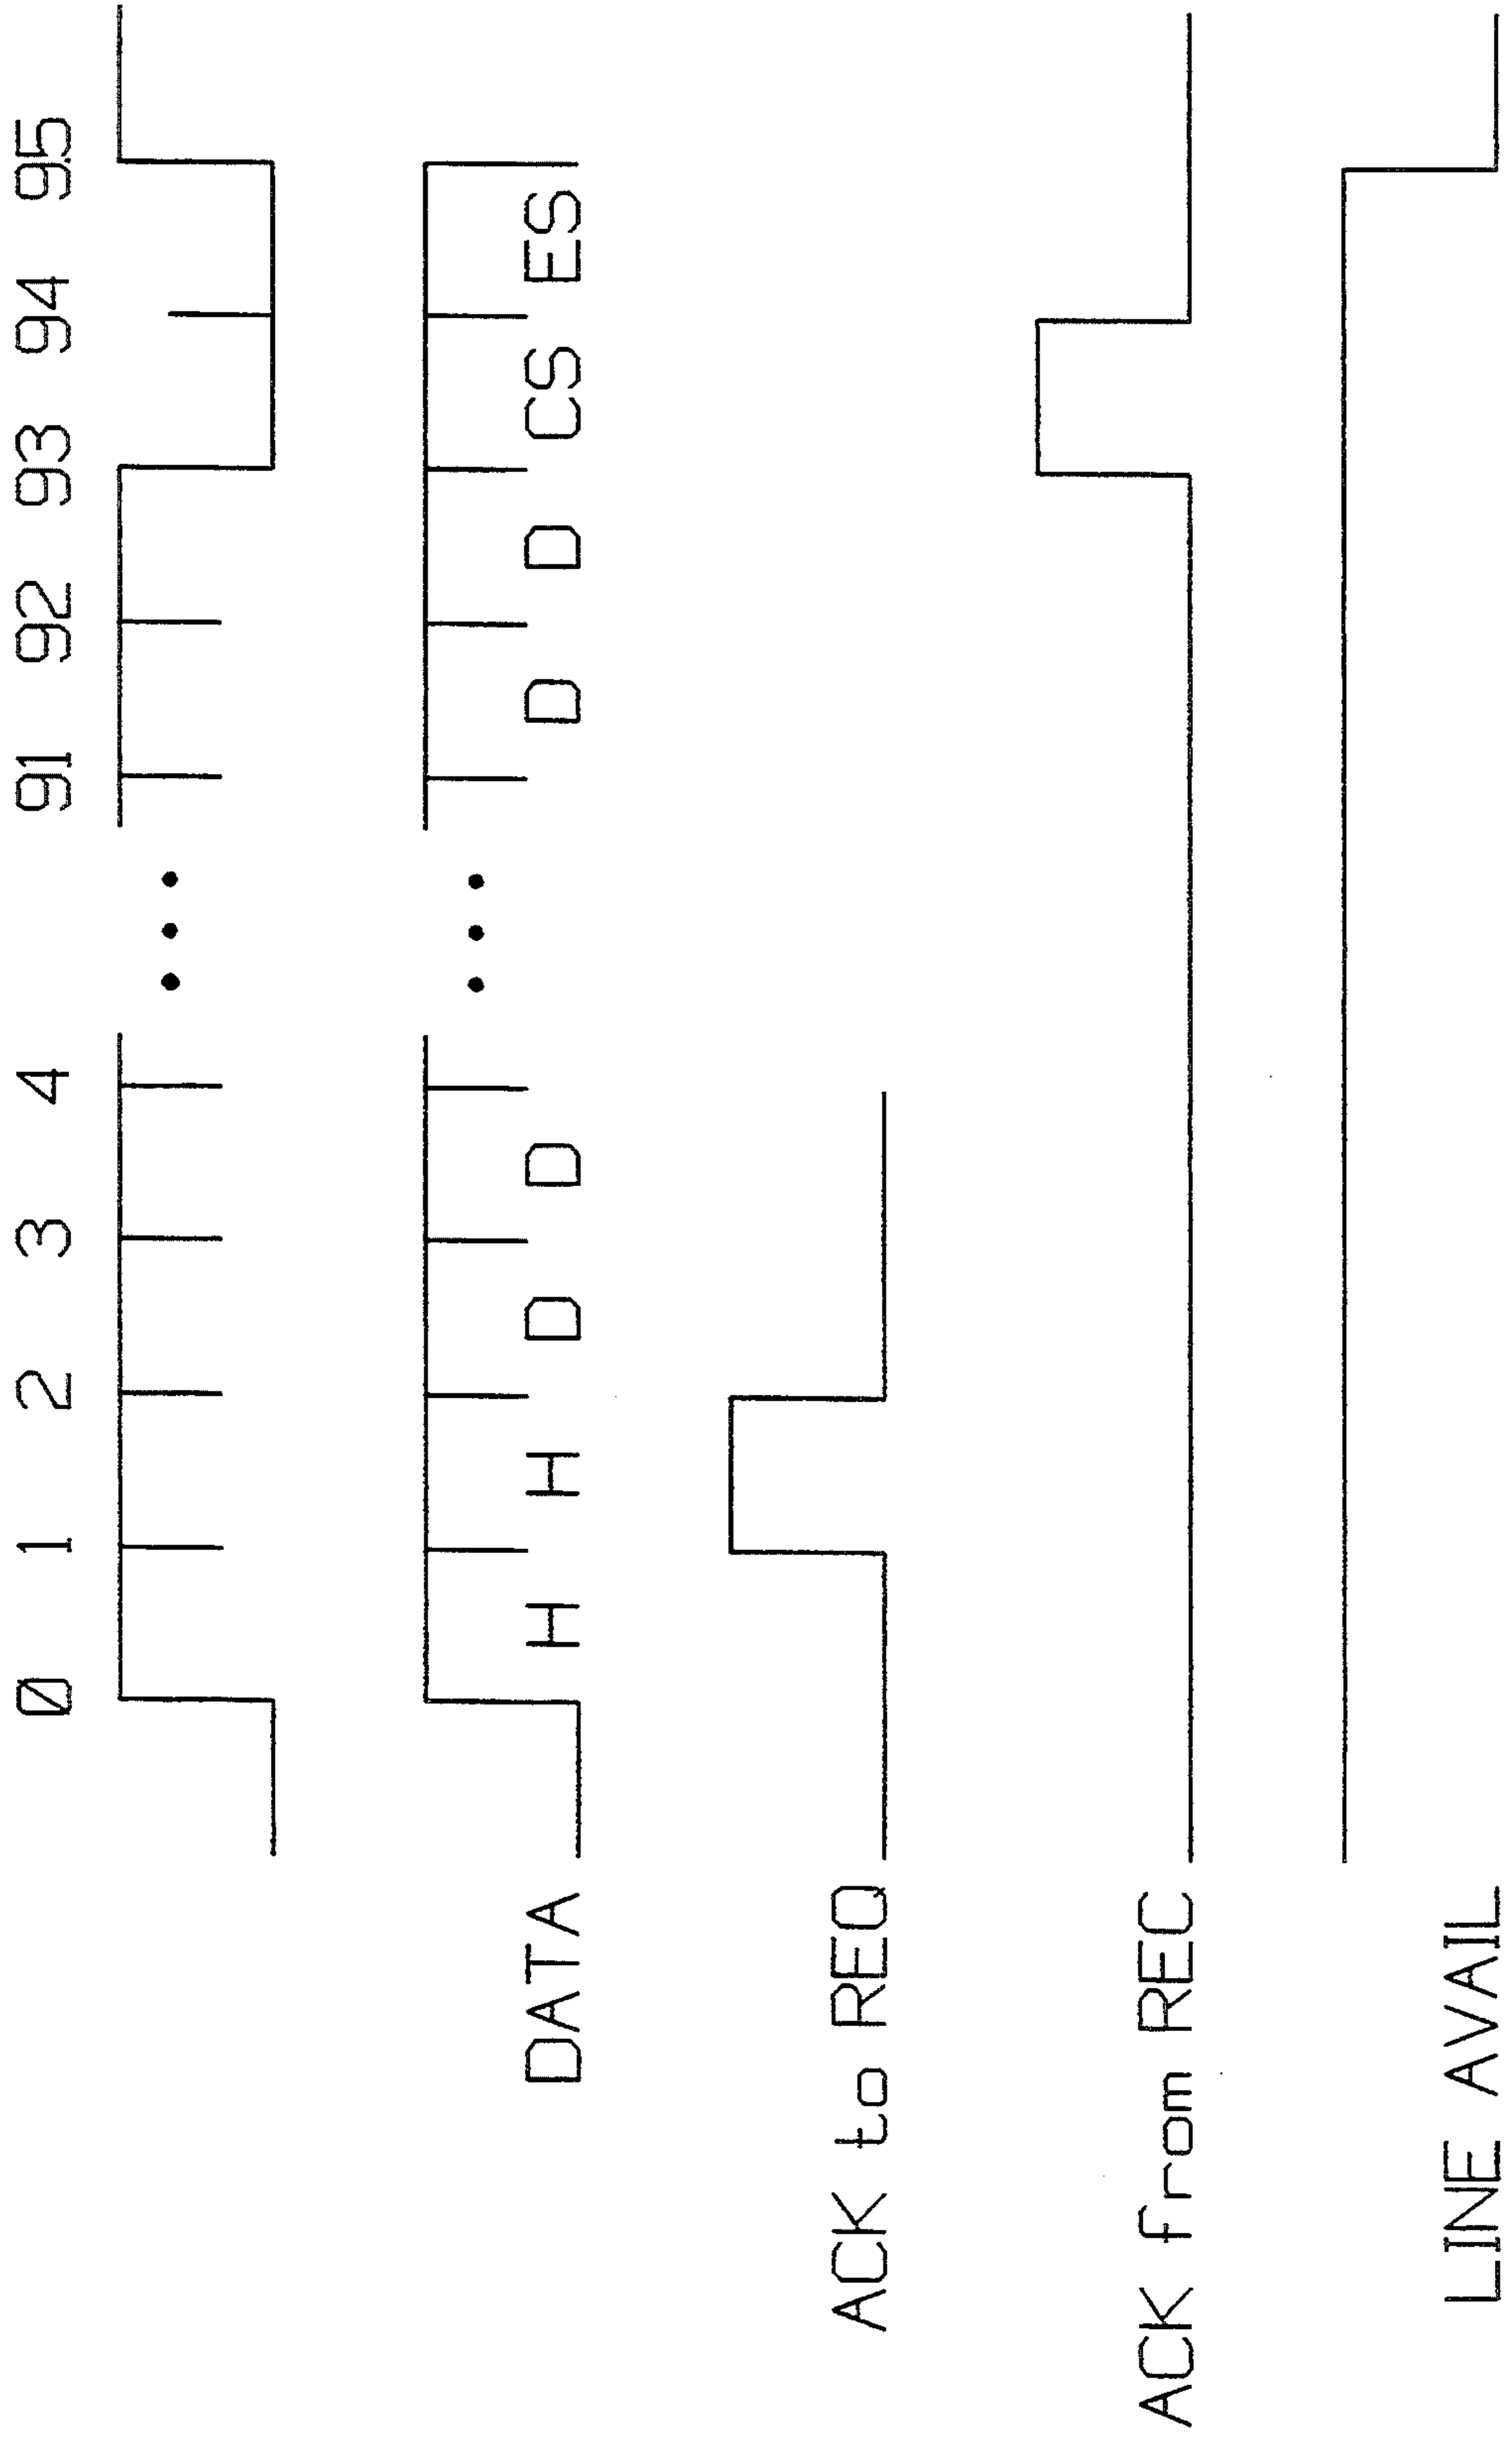 0 1 2 3 4 91 92 93 94 95
DATA H H D D D D CS ES
ACK to REQ
ACK from REC
LINE AVAIL